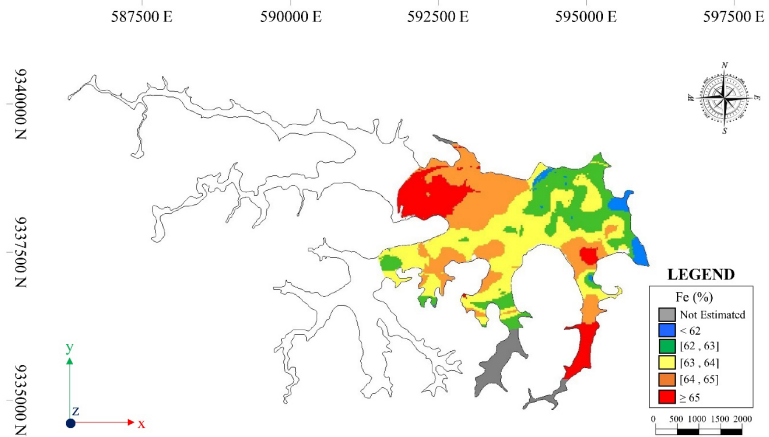 587500 E 590000 E 592500 E 595000 E 597500 E
9340000 N
9337500 N
9335000 N
N
W E
S
y
z
x
LEGEND
Fe (%)
Not Estimated
< 62
[62 , 63]
[63 , 64]
[64 , 65]
≥ 65
0 500 1000 1500 2000